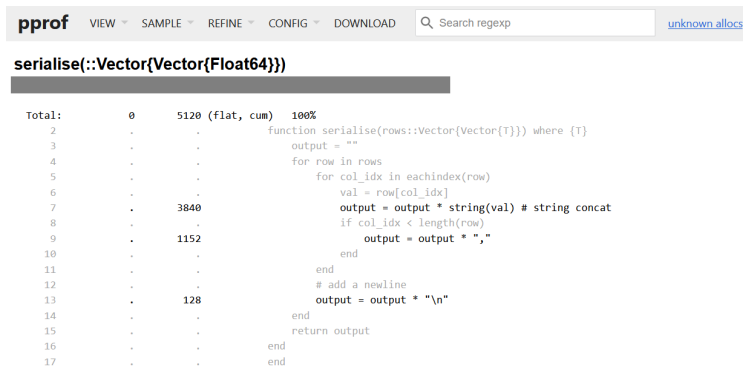 pprof VIEW SAMPLE REFINE CONFIG DOWNLOAD Search regexp unknown allocs
serialise(::Vector{Vector{Float64}})
Total: 0 5120 (flat, cum) 100%
2 . . function serialise(rows::Vector{Vector{T}}) where {T}
3 . . output = ""
4 . . for row in rows
5 . . for col_idx in eachindex(row)
6 . . val = row[col_idx]
7 . 3840 output = output * string(val) # string concat
8 . . if col_idx < length(row)
9 . 1152 output = output * ","
10 . . end
11 . . end
12 . . # add a newline
13 . 128 output = output * "\n"
14 . . end
15 . . return output
16 . . end
17 . . end